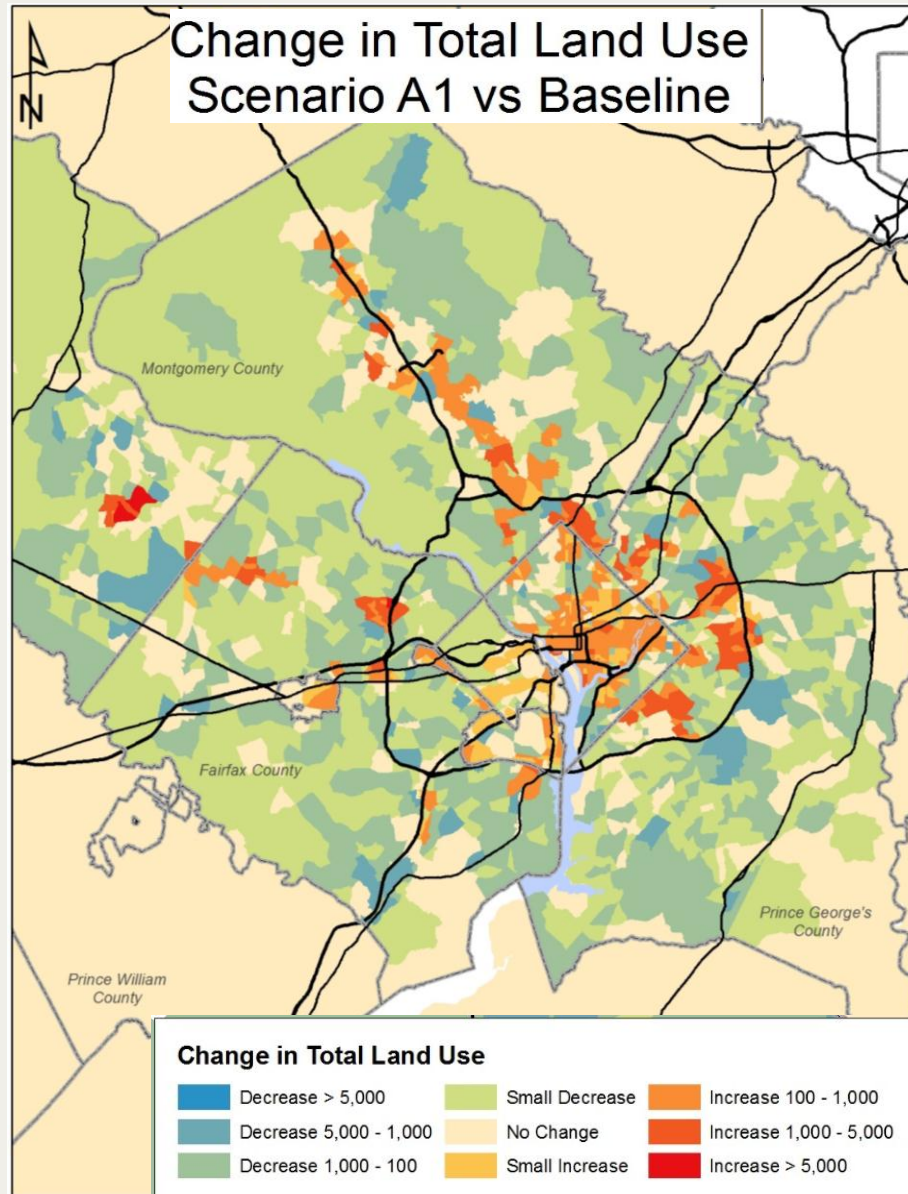 Change in Total Land Use
Scenario A1 vs Baseline
N
Montgomery County
Fairfax County
Prince George's
County
Prince William
County
Change in Total Land Use
Decrease > 5,000
Decrease 5,000 - 1,000
Decrease 1,000 - 100
Small Decrease
No Change
Small Increase
Increase 100 - 1,000
Increase 1,000 - 5,000
Increase > 5,000